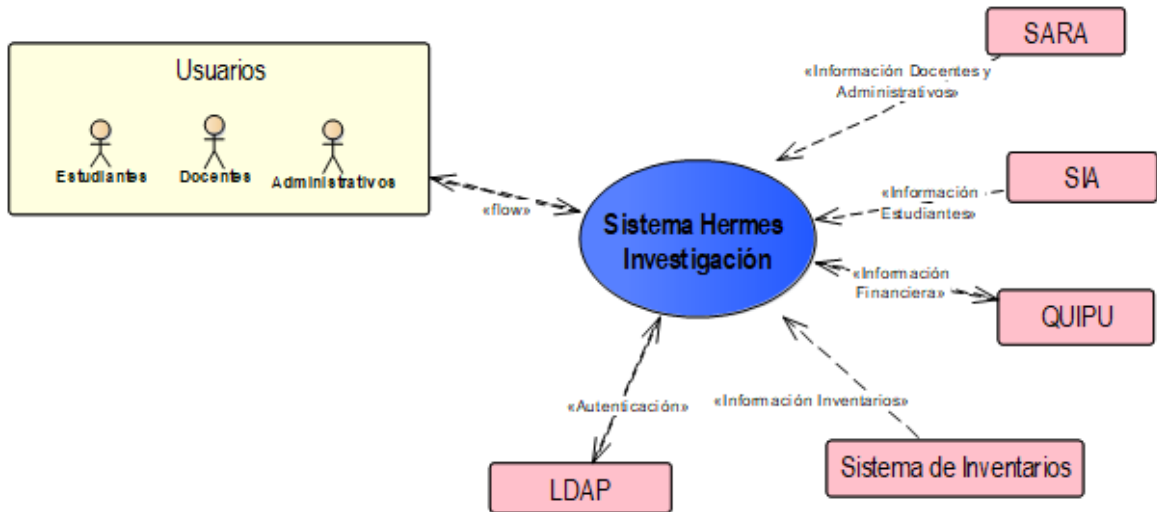 Usuarios
Estudiantes
Docentes
Administrativos
«flow»
Sistema Hermes
Investigación
«Información Docentes y
Administrativos»
SARA
«Información
Estudiantes»
SIA
«Información
Financiera»
QUIPU
«Información Inventarios»
Sistema de Inventarios
«Autenticación»
LDAP